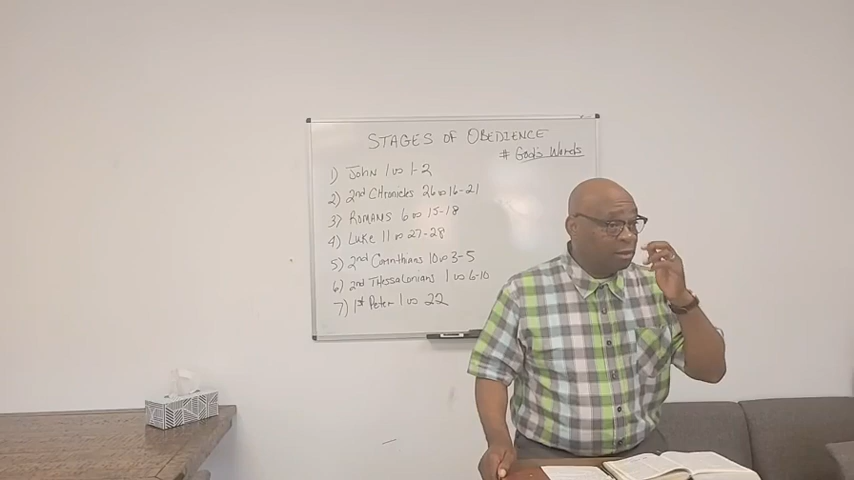 STAGES OF OBEDIENCE
# God's Words
1) John 1 vs 1-2
2) 2nd Chronicles 26 vs 16-21
3) ROMANS 6 vs 15-18
4) Luke 11 vs 27-28
5) 2nd Corinthians 10 vs 3-5
6) 2nd Thessalonians 1 vs 6-10
7) 1st Peter 1 vs 22